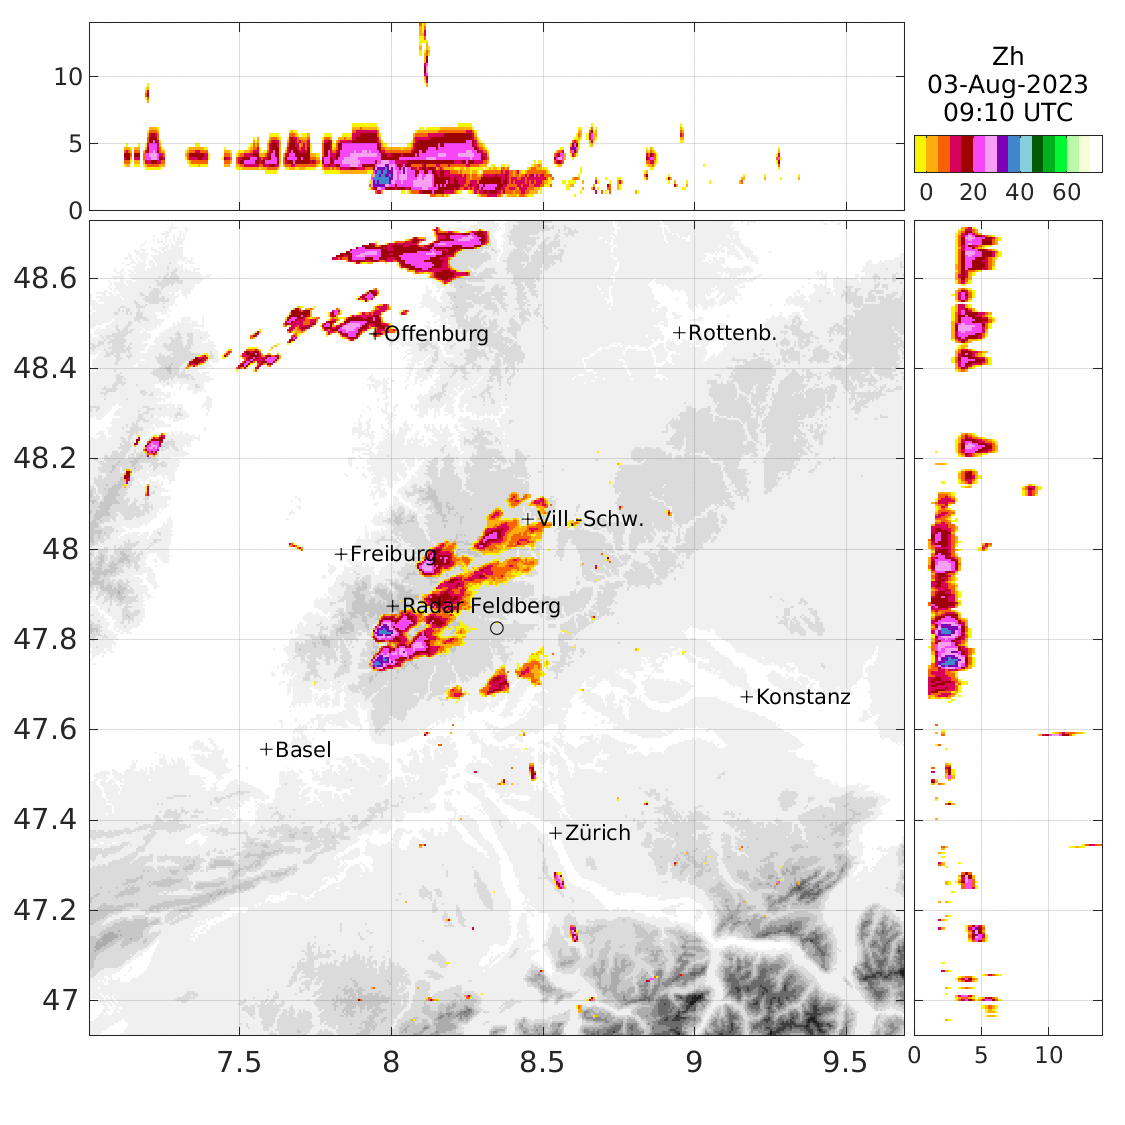 Zh
03-Aug-2023
09:10 UTC
0 20 40 60
10
5
0
48.6
48.4
48.2
48
47.8
47.6
47.4
47.2
47
Offenburg
Rottenb.
Vill.-Schw.
Freiburg
Radar Feldberg
Konstanz
Basel
Zürich
7.5 8 8.5 9 9.5
0 5 10